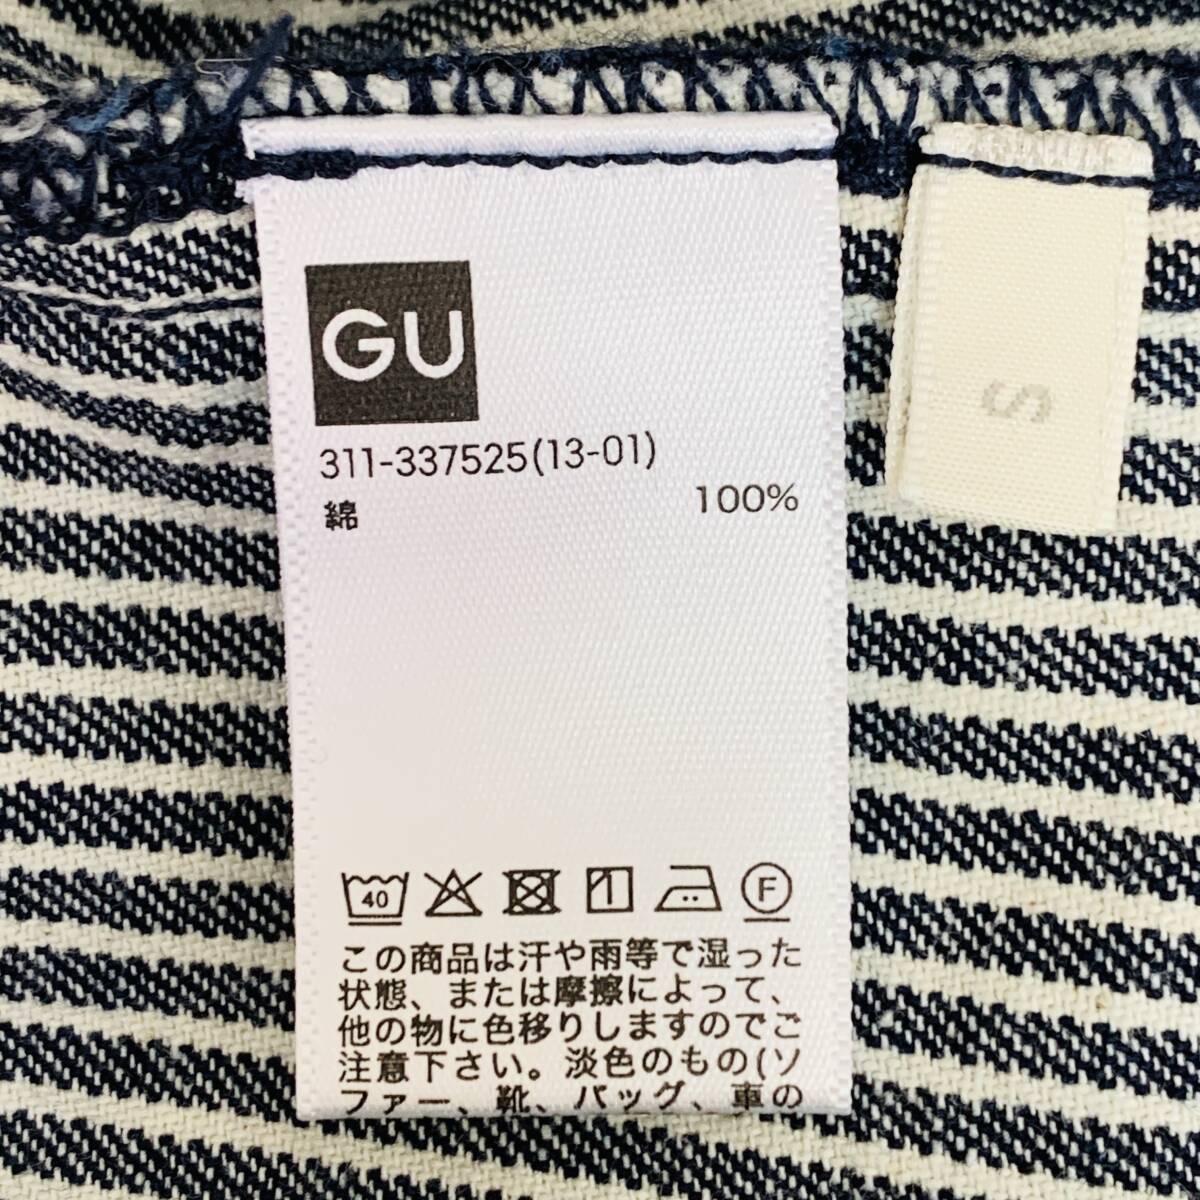 GU
311-337525(13-01)
綿 100%
S
40
F
この商品は汗や雨等で湿った
状態、または摩擦によって、
他の物に色移りしますのでご
注意下さい。淡色のもの(ソ
ファー、靴、バッグ、車の